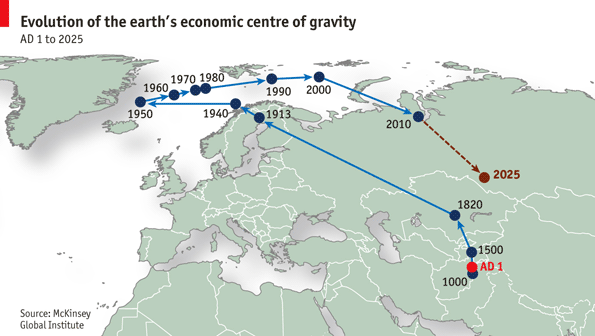 Evolution of the earth's economic centre of gravity
AD 1 to 2025
1960
1970
1980
1990
2000
1950
1940
1913
2010
2025
1820
1500
AD 1
1000
Source: McKinsey
Global Institute